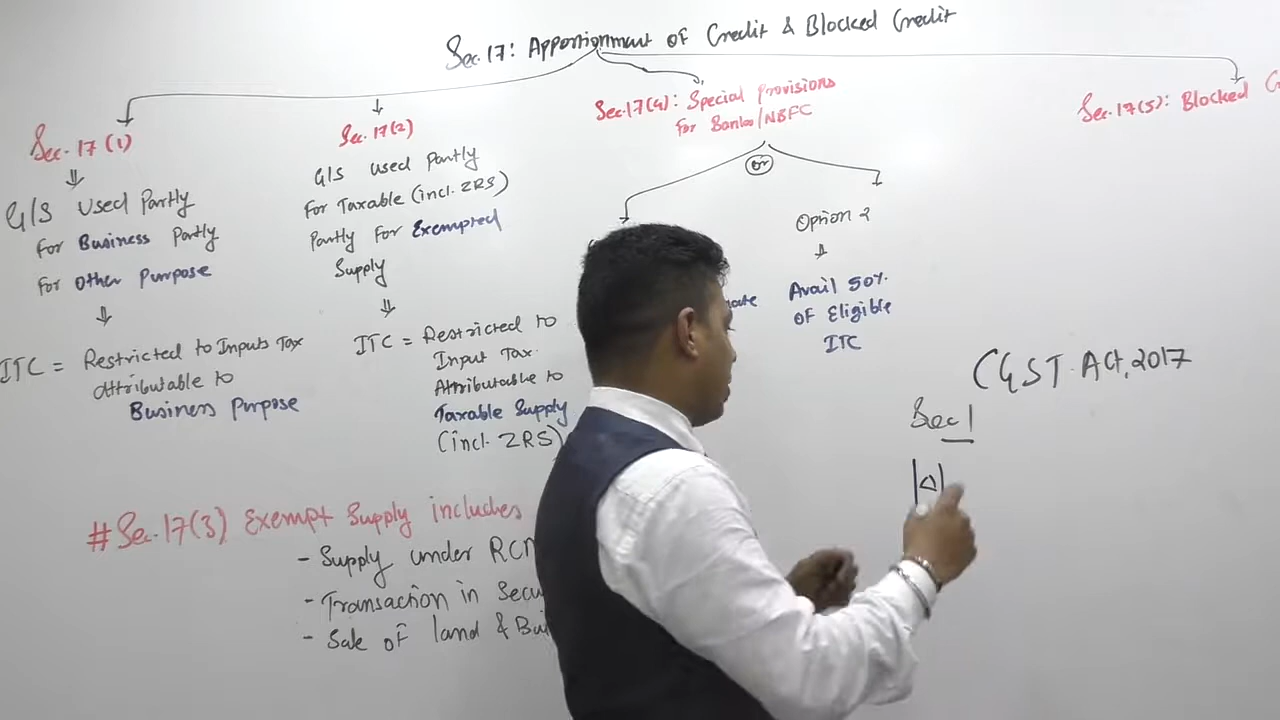 Sec.17: Apportionment of Credit & Blocked Credit
Sec.17(1)
G/S Used Partly
For Business Partly
For Other Purpose
ITC = Restricted to Inputs Tax
Attributable to
Business Purpose
Sec.17(2)
G/S used Partly
For Taxable (incl. ZRS)
Partly For Exempted
Supply
ITC = Restricted to
Input Tax
Attributable to
Taxable Supply
(incl. ZRS)
Sec.17(4): Special Provisions
For Banks/NBFC
Or
Option 2
Avail 50%
OF Eligible
ITC
Sec.17(5): Blocked
CGST Act, 2017
Sec 1
#Sec.17(3) Exempt Supply includes
- Supply under
- Transaction in
- Sale of land &